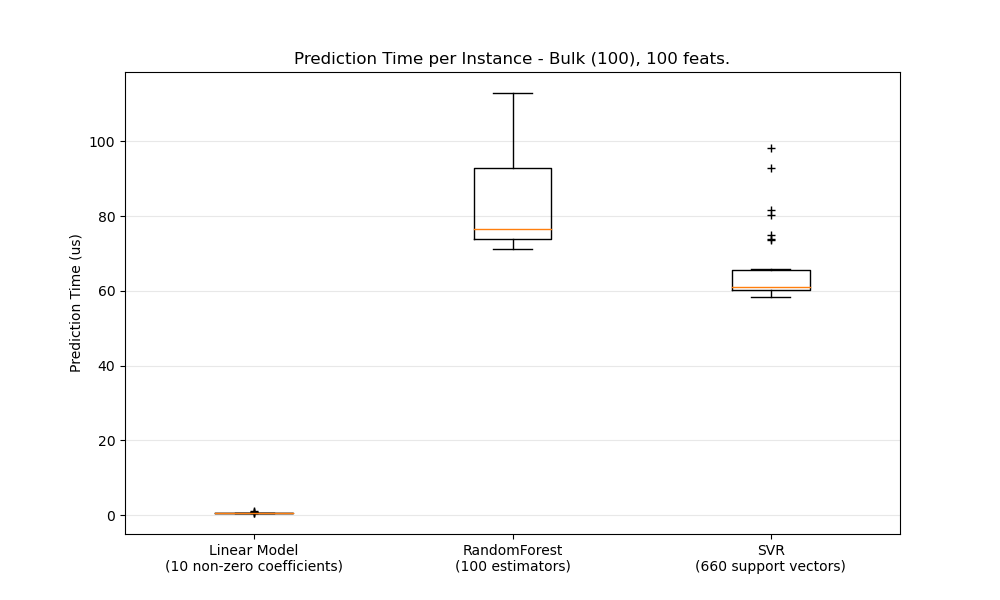 Prediction Time per Instance - Bulk (100), 100 feats.
Prediction Time (us)
100
80
60
40
20
0
Linear Model
(10 non-zero coefficients)
RandomForest
(100 estimators)
SVR
(660 support vectors)